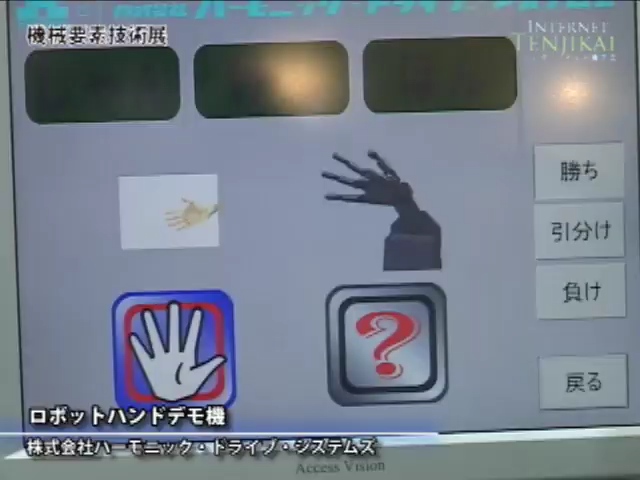 機械要素技術展
INTERNET
TENJIKAI
勝ち
引分け
負け
戻る
?
ロボットハンドデモ機
株式会社ハーモニック・ドライブ・システムズ
Access Vision